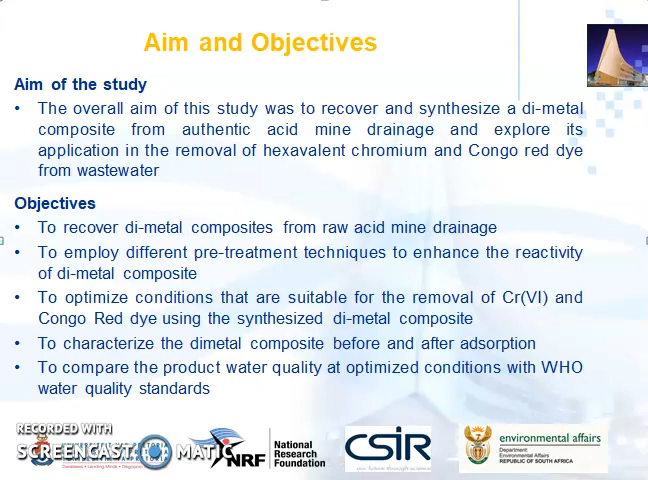 Aim and Objectives
Aim of the study
• The overall aim of this study was to recover and synthesize a di-metal
composite from authentic acid mine drainage and explore its
application in the removal of hexavalent chromium and Congo red dye
from wastewater
Objectives
• To recover di-metal composites from raw acid mine drainage
• To employ different pre-treatment techniques to enhance the reactivity
of di-metal composite
• To optimize conditions that are suitable for the removal of Cr(VI) and
Congo Red dye using the synthesized di-metal composite
• To characterize the dimetal composite before and after adsorption
• To compare the product water quality at optimized conditions with WHO
water quality standards
RECORDED WITH
SCREENCAST MATIC
NRF
National
Research
Foundation
CSIR
our future through science
environmental affairs
Department:
Environmental Affairs
REPUBLIC OF SOUTH AFRICA